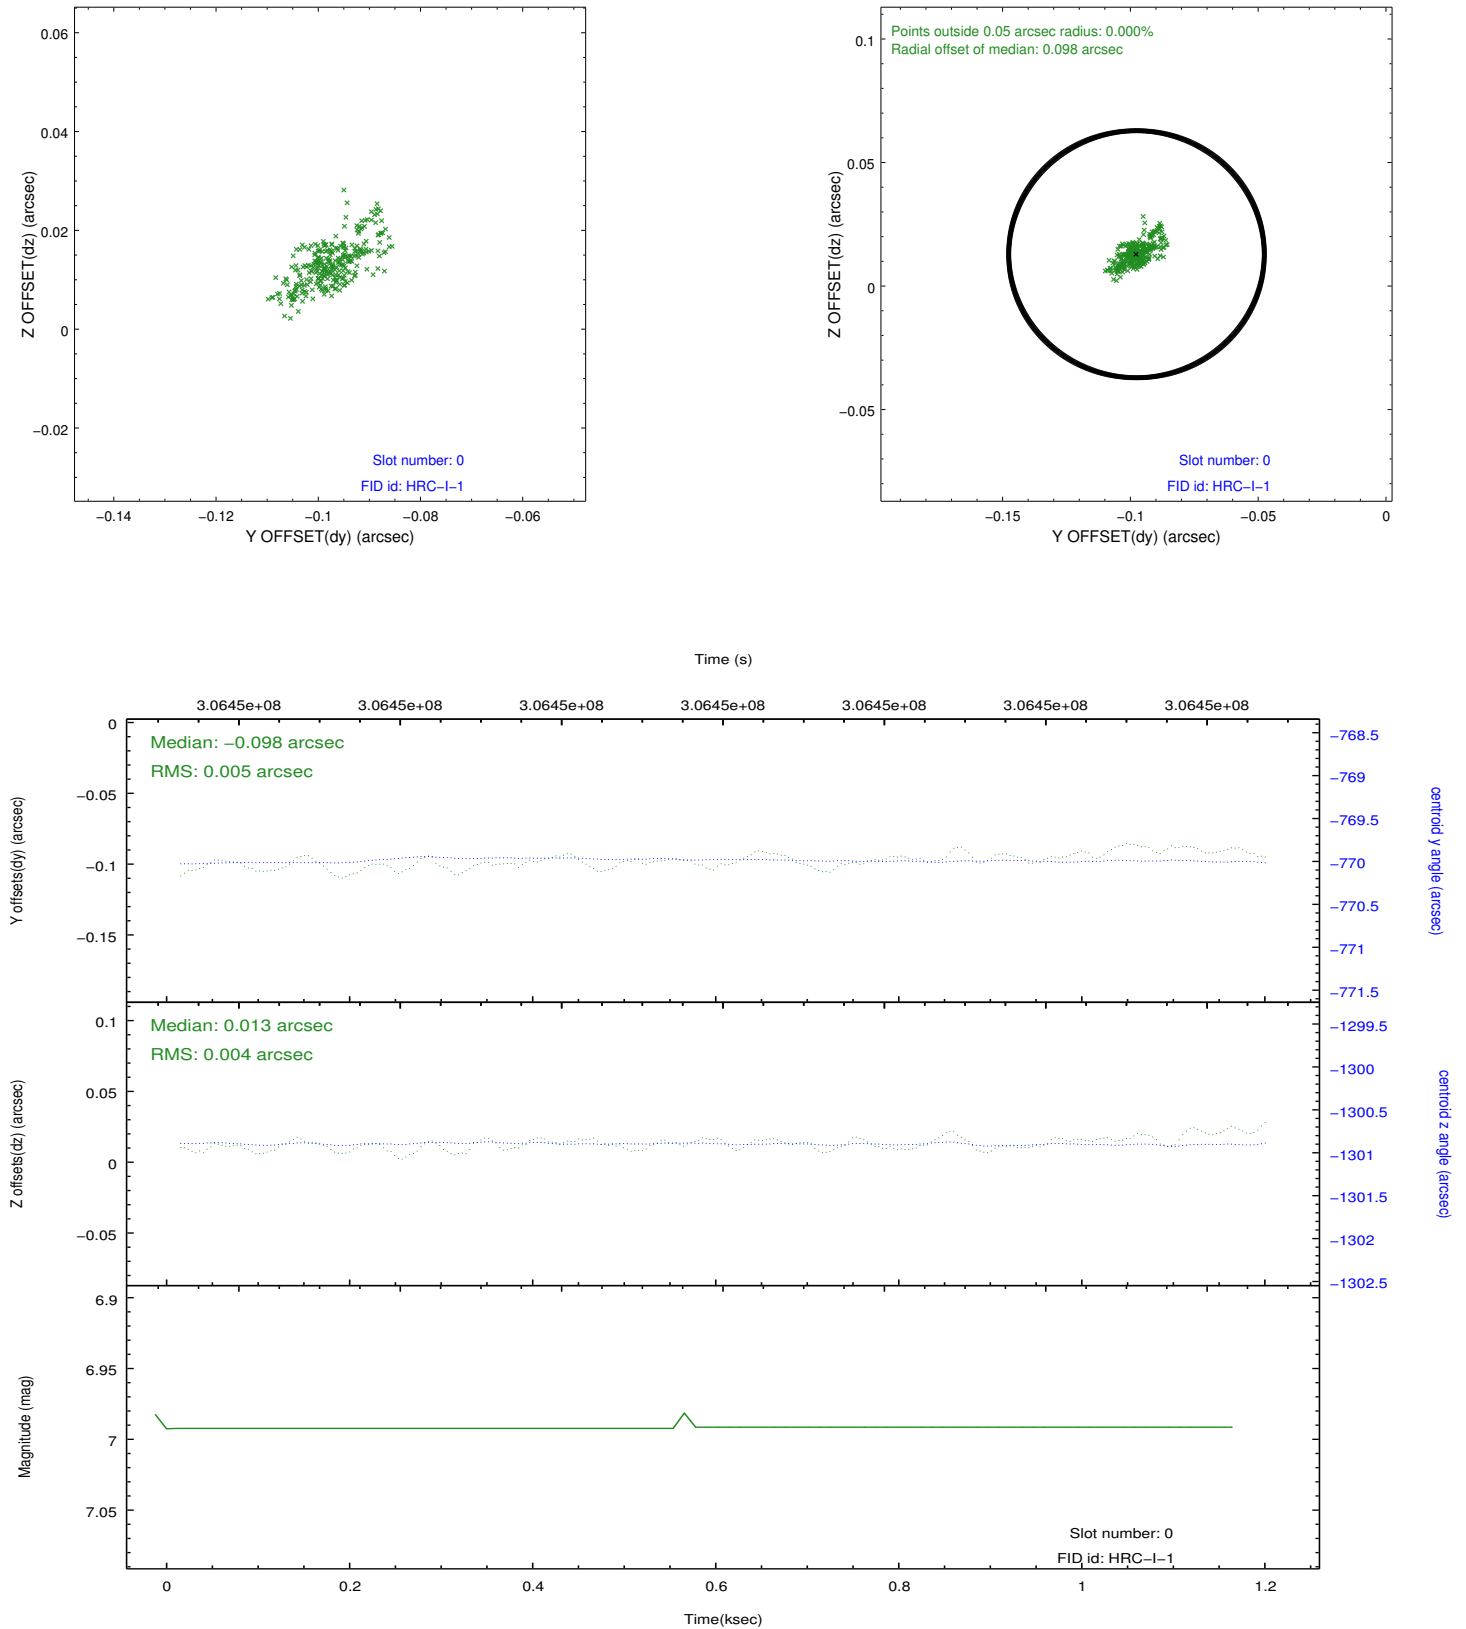 0.06
0.04
0.02
0
−0.02
Z OFFSET(dz) (arcsec)
Slot number: 0
FID id: HRC−I−1
−0.14 −0.12 −0.1 −0.08 −0.06
Y OFFSET(dy) (arcsec)
Points outside 0.05 arcsec radius: 0.000%
Radial offset of median: 0.098 arcsec
0.1
0.05
0
−0.05
Z OFFSET(dz) (arcsec)
Slot number: 0
FID id: HRC−I−1
−0.15 −0.1 −0.05 0
Y OFFSET(dy) (arcsec)
Time (s)
3.0645e+08 3.0645e+08 3.0645e+08 3.0645e+08 3.0645e+08 3.0645e+08 3.0645e+08
Median: −0.098 arcsec
RMS: 0.005 arcsec
0
−0.05
−0.1
−0.15
Y offsets(dy) (arcsec)
−768.5
−769
−769.5
−770
−770.5
−771
−771.5
centroid y angle (arcsec)
Median: 0.013 arcsec
RMS: 0.004 arcsec
0.1
0.05
0
−0.05
Z offsets(dz) (arcsec)
−1299.5
−1300
−1300.5
−1301
−1301.5
−1302
−1302.5
centroid z angle (arcsec)
6.9
6.95
7
7.05
Magnitude (mag)
Slot number: 0
FID id: HRC−I−1
0 0.2 0.4 0.6 0.8 1 1.2
Time(ksec)